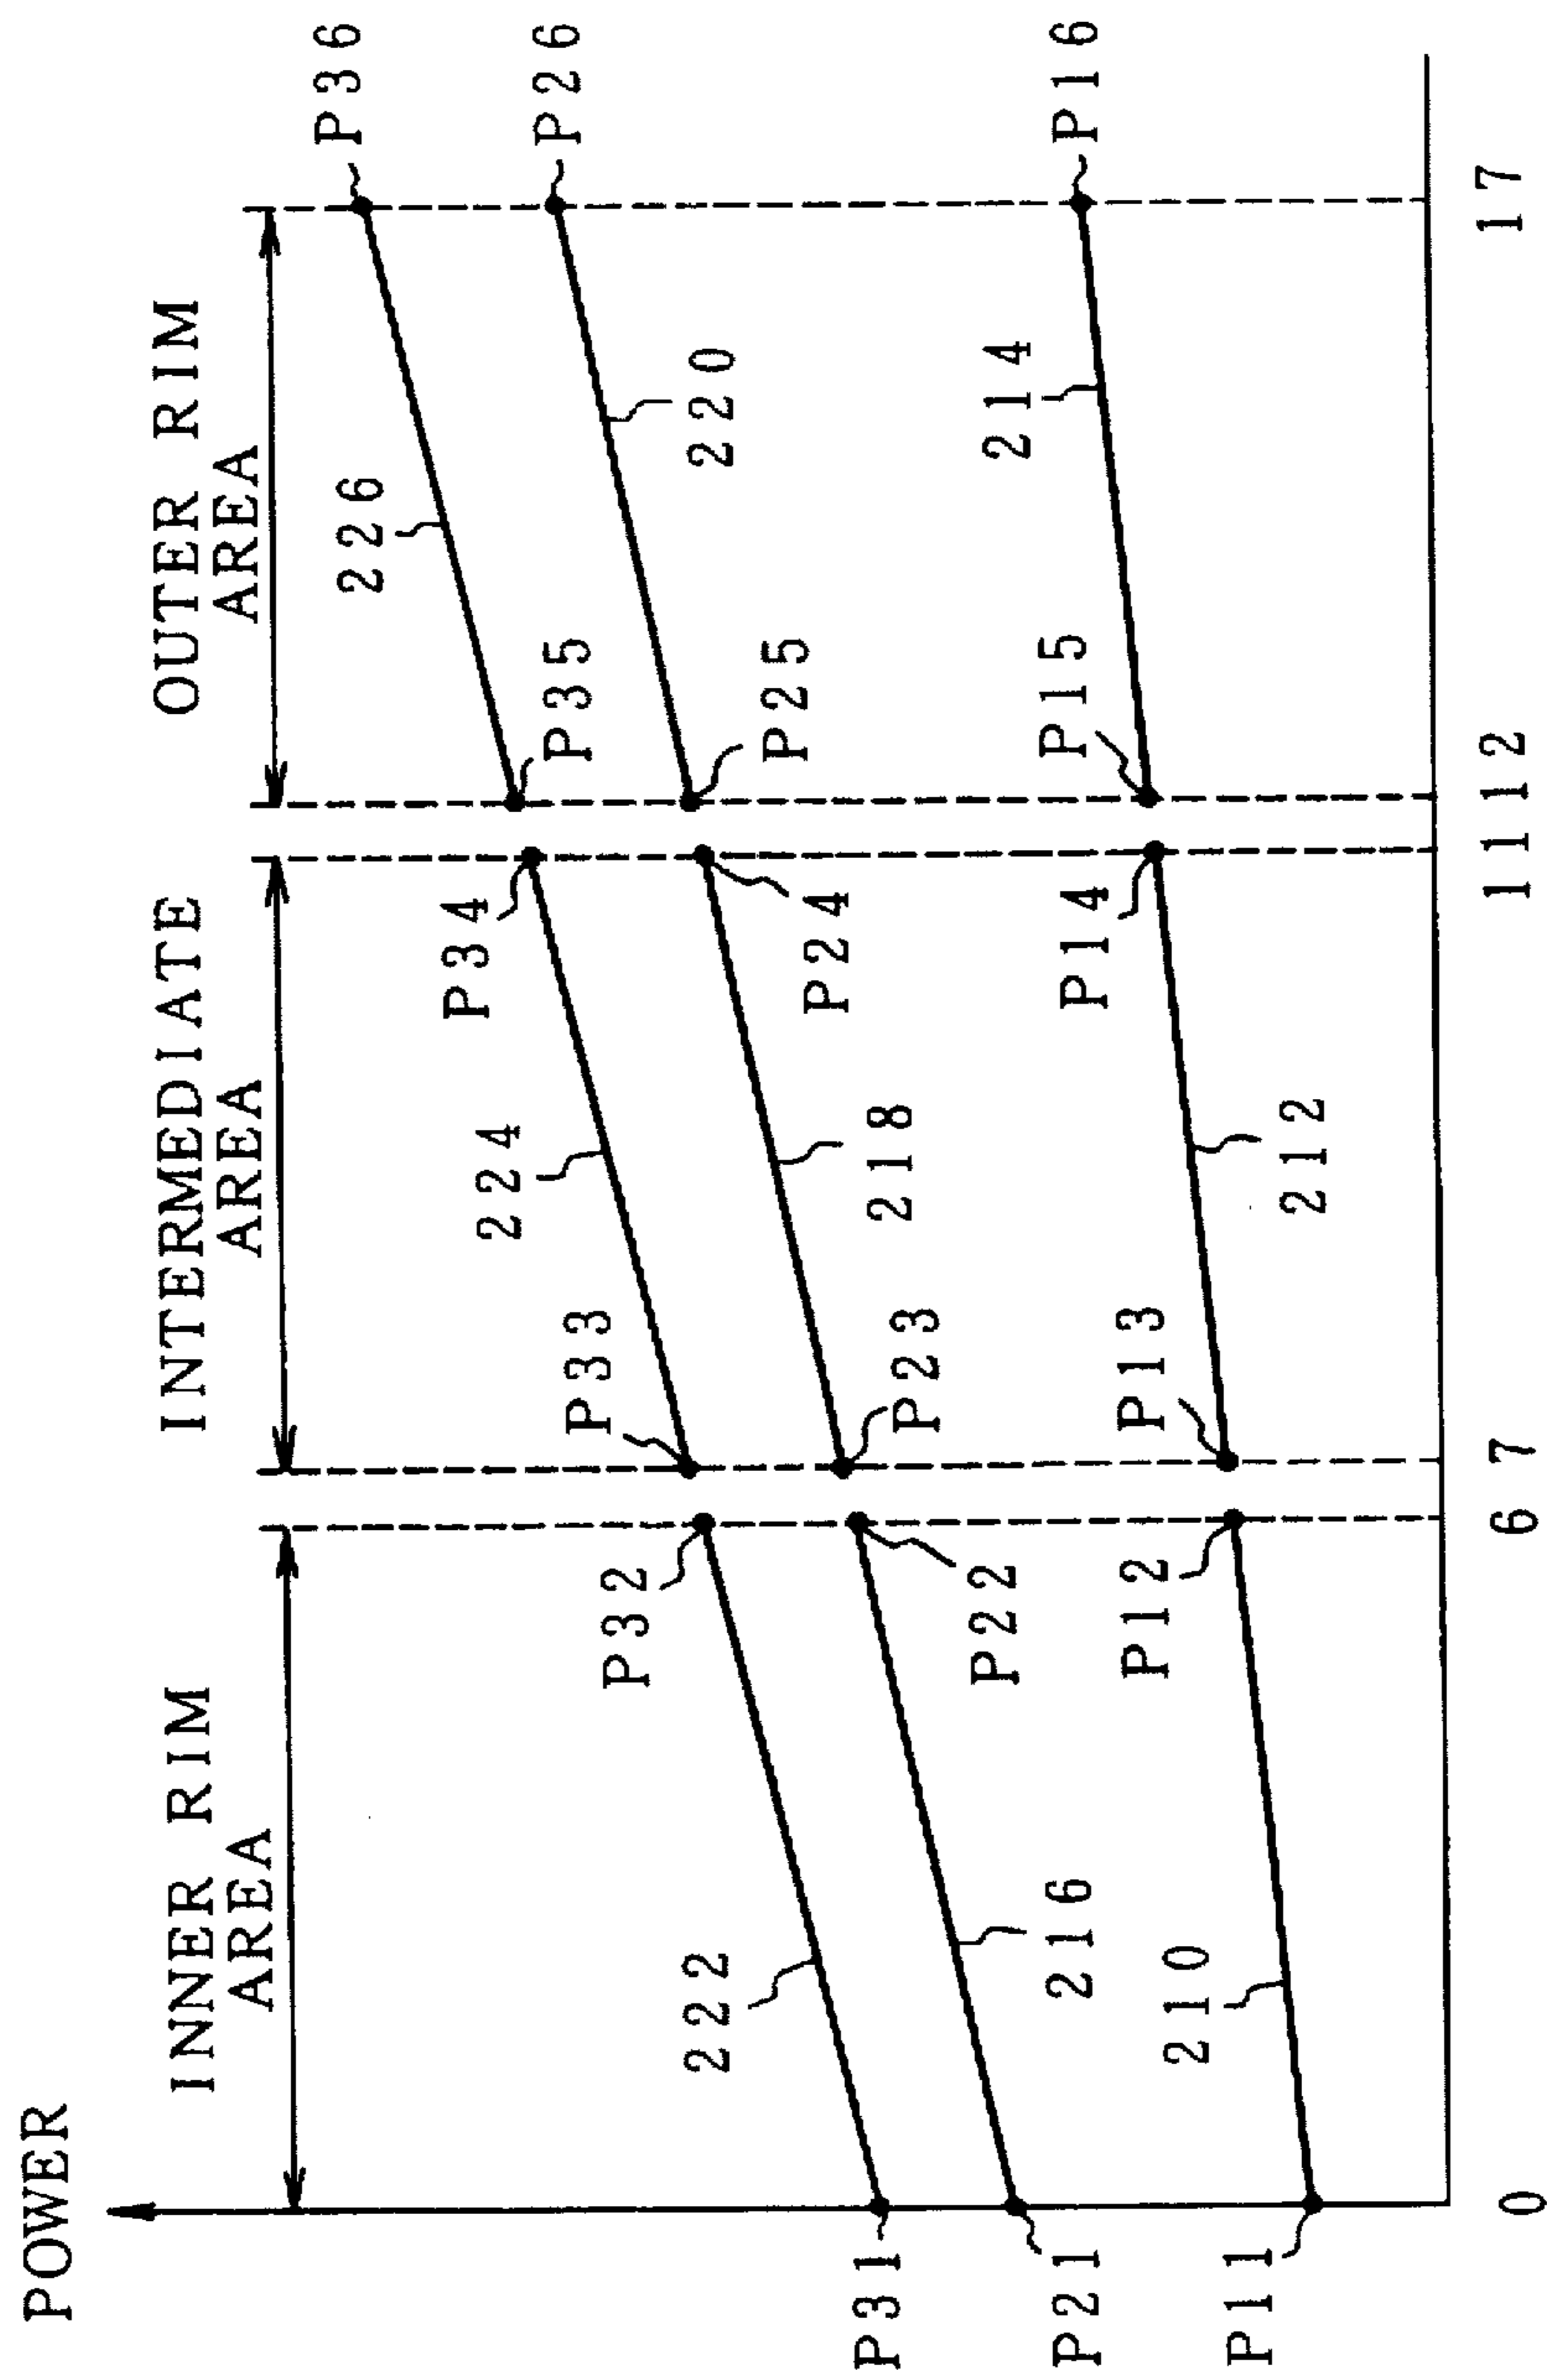 POWER
INNER RIM
AREA
INTERMEDIATE
AREA
OUTER RIM
AREA
P36
226
P26
P34
P35
224
220
P33
P25
P32
P24
222
218
P31
P23
P22
P21
216
P16
214
P15
P14
P13
212
P12
210
P11
0
6 7
11 12
17